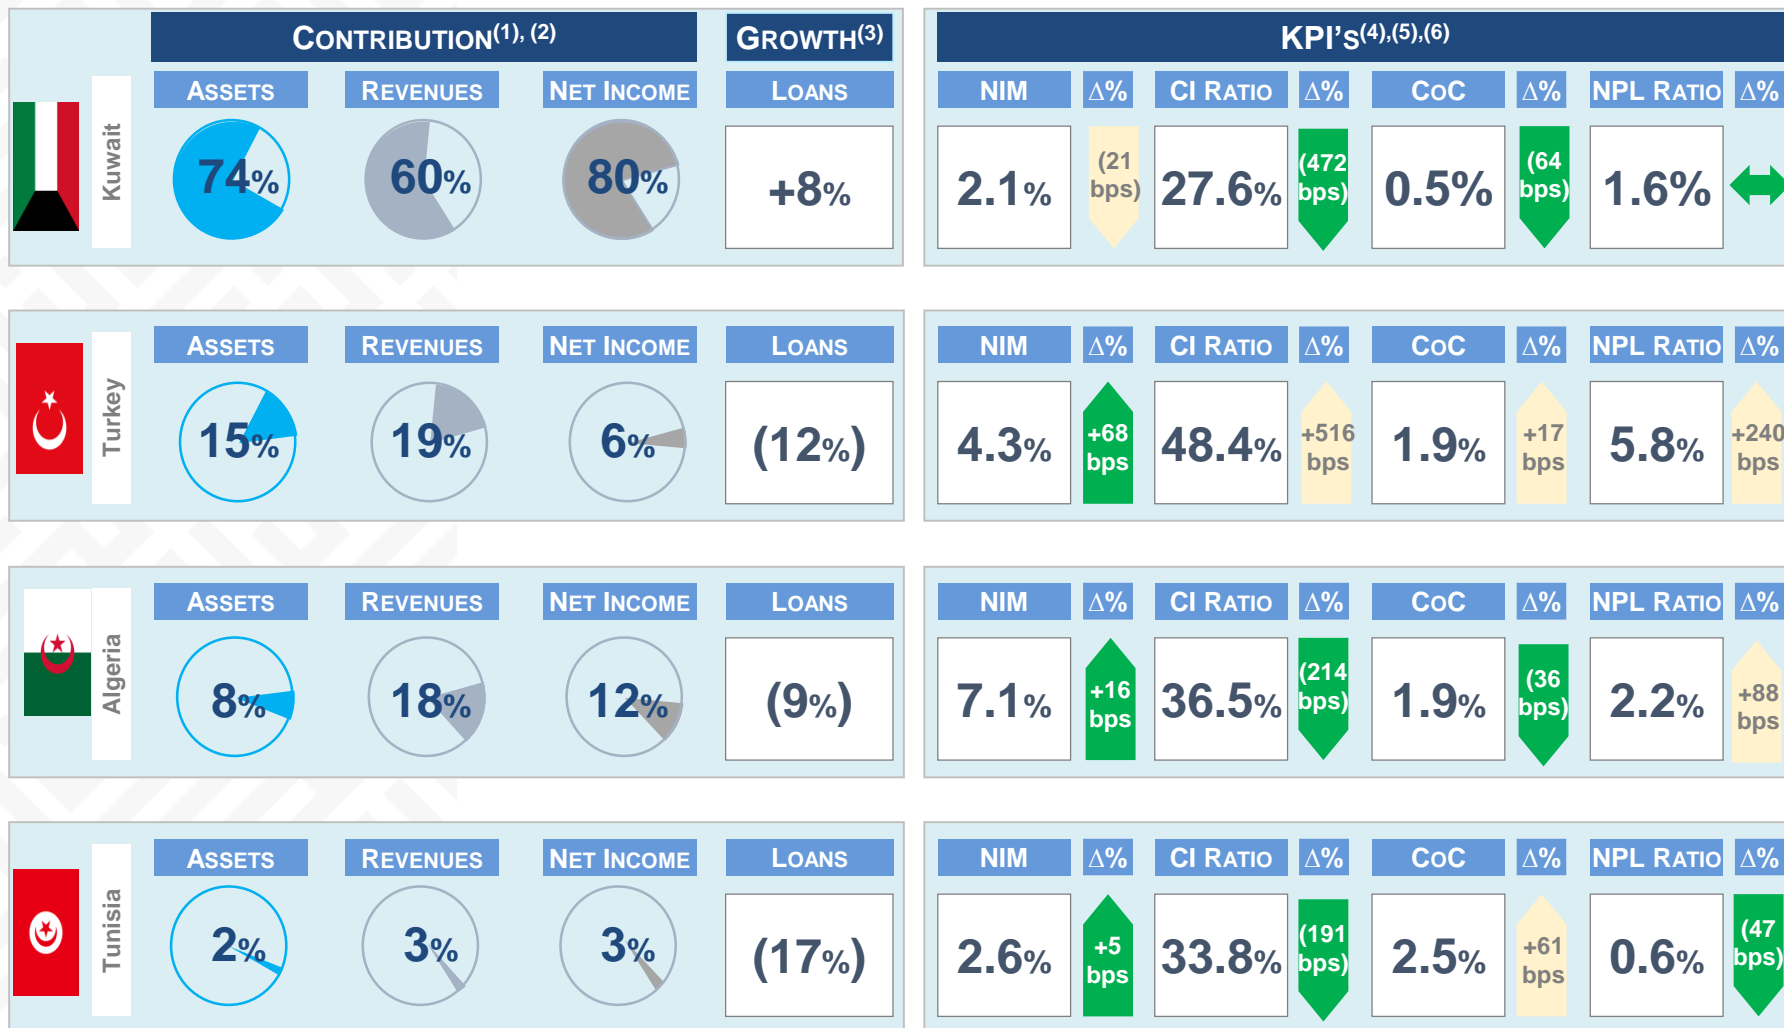 CONTRIBUTION(1), (2) GROWTH(3) KPI'S(4),(5),(6)
ASSETS REVENUES NET INCOME LOANS NIM Δ% CI RATIO Δ% COC Δ% NPL RATIO Δ%
Kuwait
74% 60% 80% +8% 2.1% (21 bps) 27.6% (472 bps) 0.5% (64 bps) 1.6%
ASSETS REVENUES NET INCOME LOANS NIM Δ% CI RATIO Δ% COC Δ% NPL RATIO Δ%
Turkey
15% 19% 6% (12%) 4.3% +68 bps 48.4% +516 bps 1.9% +17 bps 5.8% +240 bps
ASSETS REVENUES NET INCOME LOANS NIM Δ% CI RATIO Δ% COC Δ% NPL RATIO Δ%
Algeria
8% 18% 12% (9%) 7.1% +16 bps 36.5% (214 bps) 1.9% (36 bps) 2.2% +88 bps
ASSETS REVENUES NET INCOME LOANS NIM Δ% CI RATIO Δ% COC Δ% NPL RATIO Δ%
Tunisia
2% 3% 3% (17%) 2.6% +5 bps 33.8% (191 bps) 2.5% +61 bps 0.6% (47 bps)